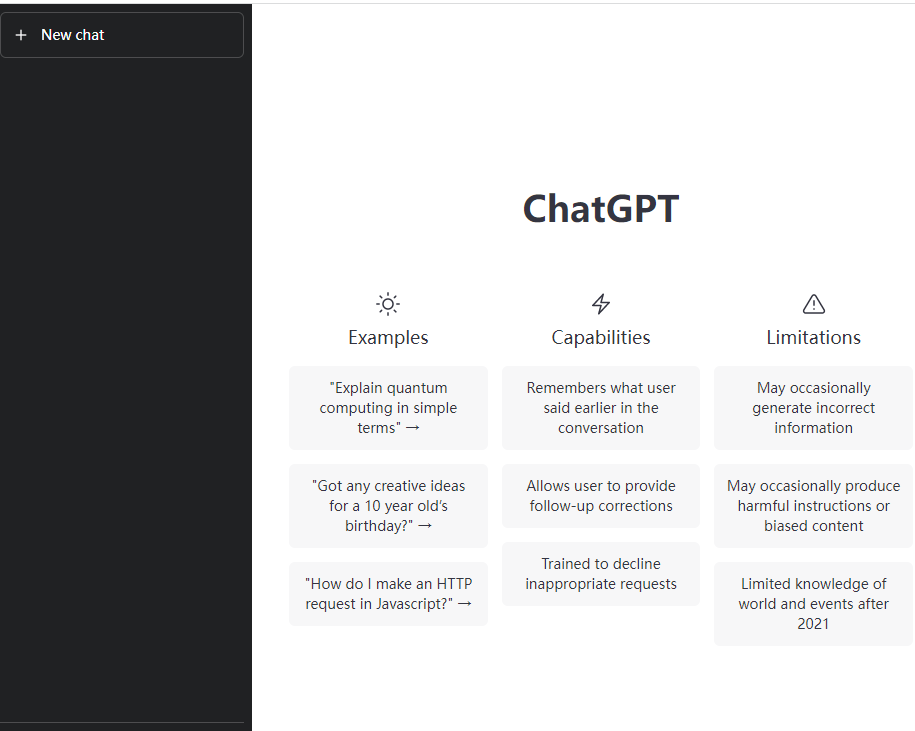 New chat
ChatGPT
Examples
"Explain quantum
computing in simple
terms" →
"Got any creative ideas
for a 10 year old's
birthday?" →
"How do I make an HTTP
request in Javascript?" →
Capabilities
Remembers what user
said earlier in the
conversation
Allows user to provide
follow-up corrections
Trained to decline
inappropriate requests
Limitations
May occasionally
generate incorrect
information
May occasionally produce
harmful instructions or
biased content
Limited knowledge of
world and events after
2021